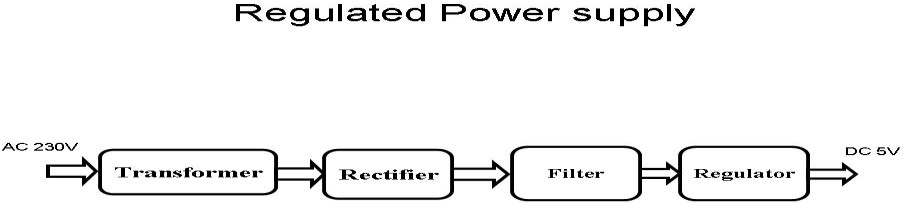 Regulated Power supply
AC 230V
Transformer
Rectifier
Filter
Regulator
DC 5V